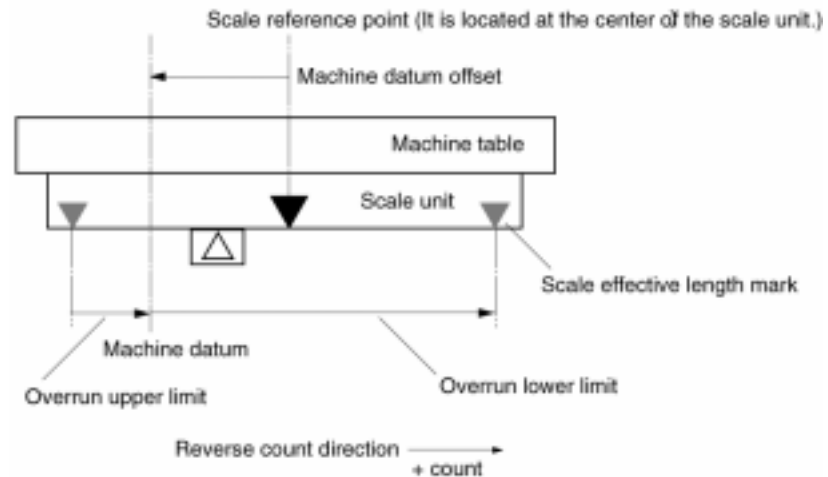 Scale reference point (It is located at the center of the scale unit.)
Machine datum offset
Machine table
Scale unit
Scale effective length mark
Machine datum
Overrun upper limit
Overrun lower limit
Reverse count direction
+ count